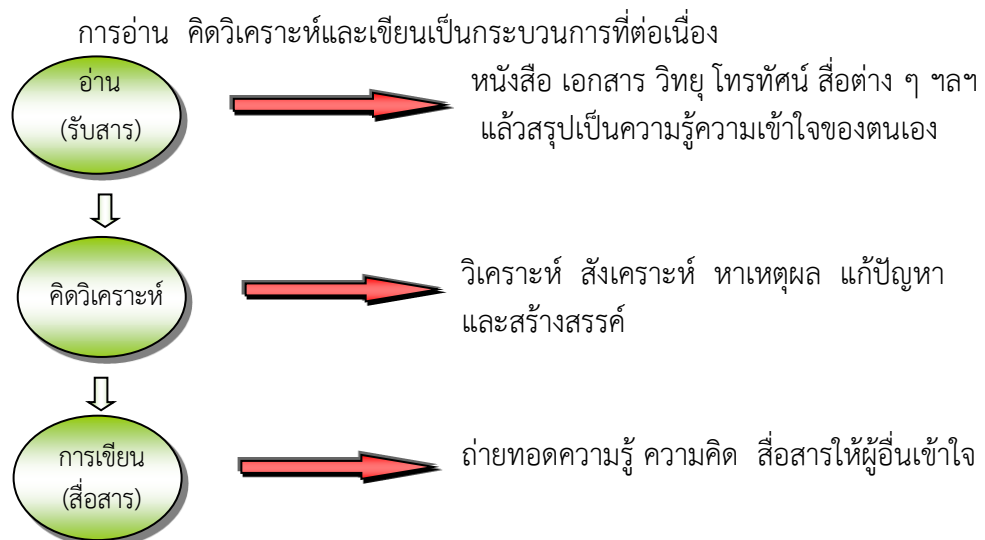 การอ่าน คิดวิเคราะห์และเขียนเป็นกระบวนการที่ต่อเนื่อง
อ่าน
(รับสาร)
หนังสือ เอกสาร วิทยุ โทรทัศน์ สื่อต่าง ๆ ฯลฯ
แล้วสรุปเป็นความรู้ความเข้าใจของตนเอง
คิดวิเคราะห์
วิเคราะห์ สังเคราะห์ หาเหตุผล แก้ปัญหา
และสร้างสรรค์
การเขียน
(สื่อสาร)
ถ่ายทอดความรู้ ความคิด สื่อสารให้ผู้อื่นเข้าใจ